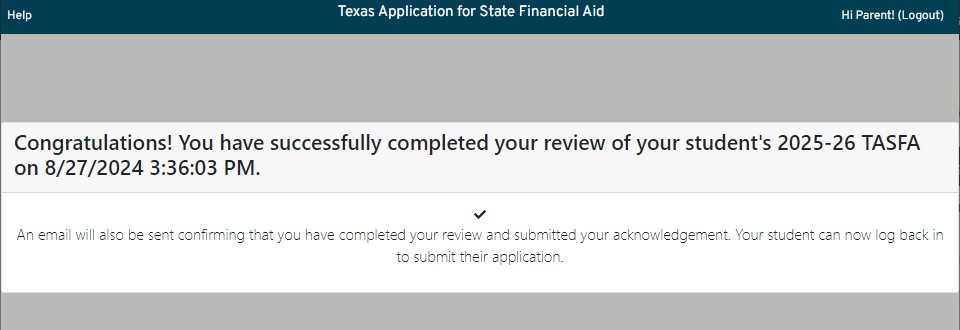 Help
Texas Application for State Financial Aid
Hi Parent! (Logout)
Congratulations! You have successfully completed your review of your student's 2025-26 TASFA
on 8/27/2024 3:36:03 PM.
An email will also be sent confirming that you have completed your review and submitted your acknowledgement. Your student can now log back in
to submit their application.